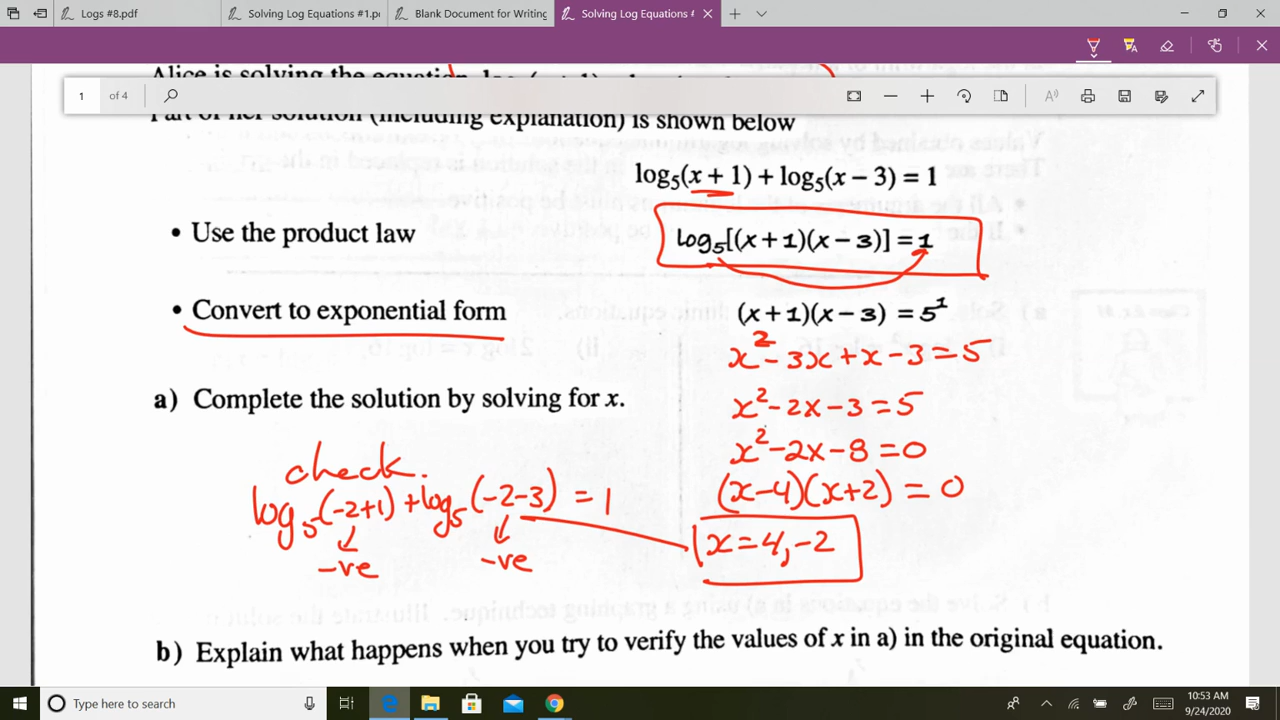 Logs #8.pdf
Solving Log Equations #1.p
Blank Document for Writing
Solving Log Equations #
1 of 4
Alice is solving the equation
Part of her solution (including explanation) is shown below
log₅(x + 1) + log₅(x − 3) = 1
• Use the product law
log₅[(x+1)(x−3)] = 1
• Convert to exponential form
(x+1)(x−3) = 5¹
x² − 3x + x − 3 = 5
a) Complete the solution by solving for x.
x² − 2x − 3 = 5
x² − 2x − 8 = 0
check.
(x−4)(x+2) = 0
log₅(−2+1) + log₅(−2−3) = 1
x = 4, −2
−ve −ve
b) Explain what happens when you try to verify the values of x in a) in the original equation.
Type here to search
10:53 AM
9/24/2020